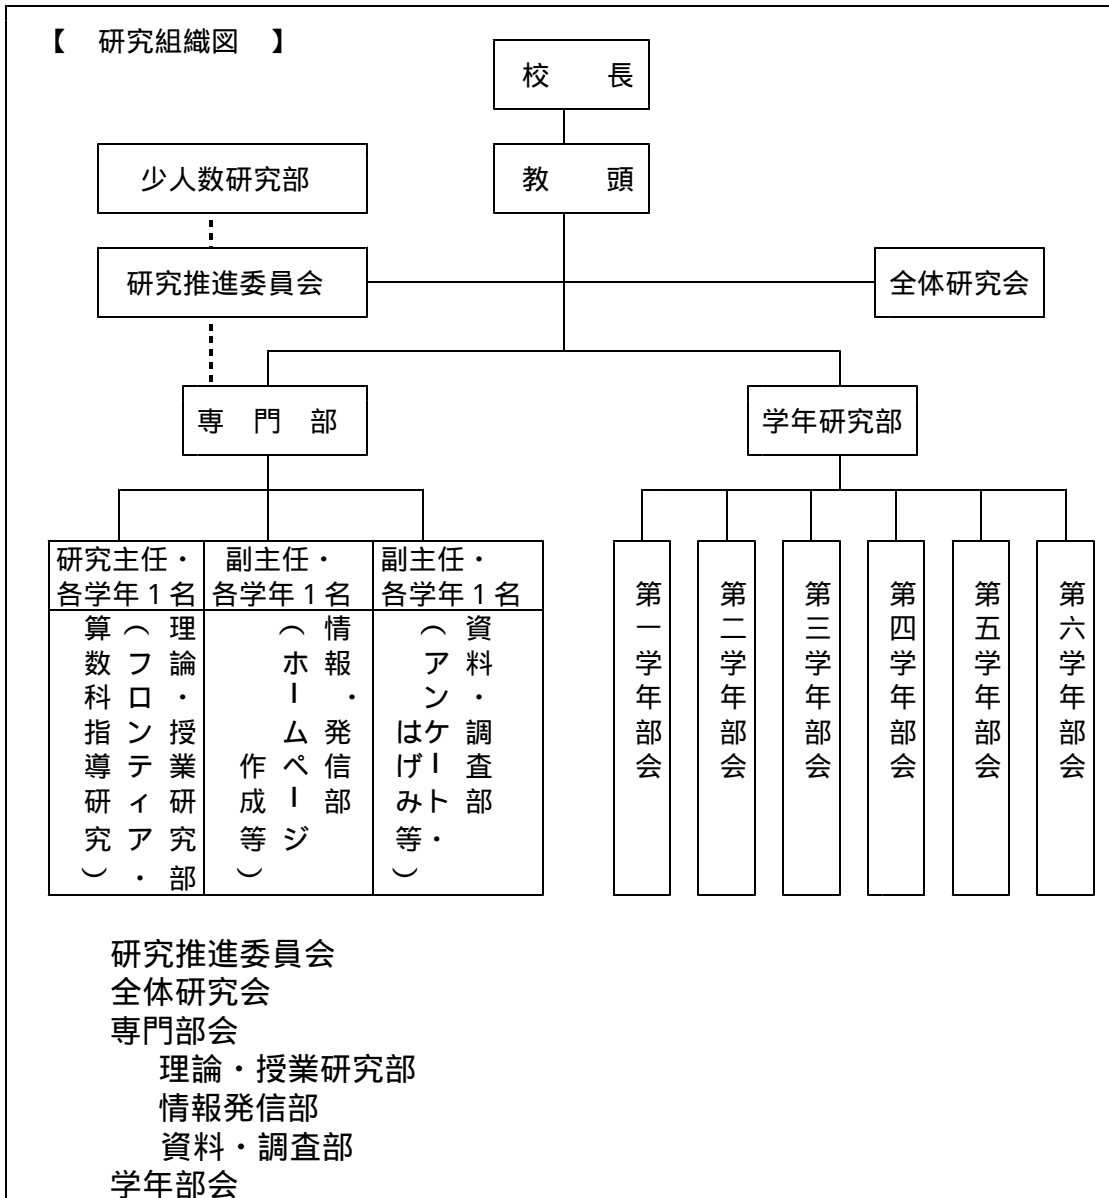 【 研究組織図 】
校 長
少人数研究部
教 頭
研究推進委員会
全体研究会
専 門 部
学年研究部
研究主任・
各学年1名
理論・授業研究部
(フロンティア・
算数科指導研究)
副主任・
各学年1名
情報・発信部
(ホームページ
作成等)
副主任・
各学年1名
資料・調査部
(アンケート・
はげみ等)
第一学年部会
第二学年部会
第三学年部会
第四学年部会
第五学年部会
第六学年部会
研究推進委員会
全体研究会
専門部会
理論・授業研究部
情報発信部
資料・調査部
学年部会